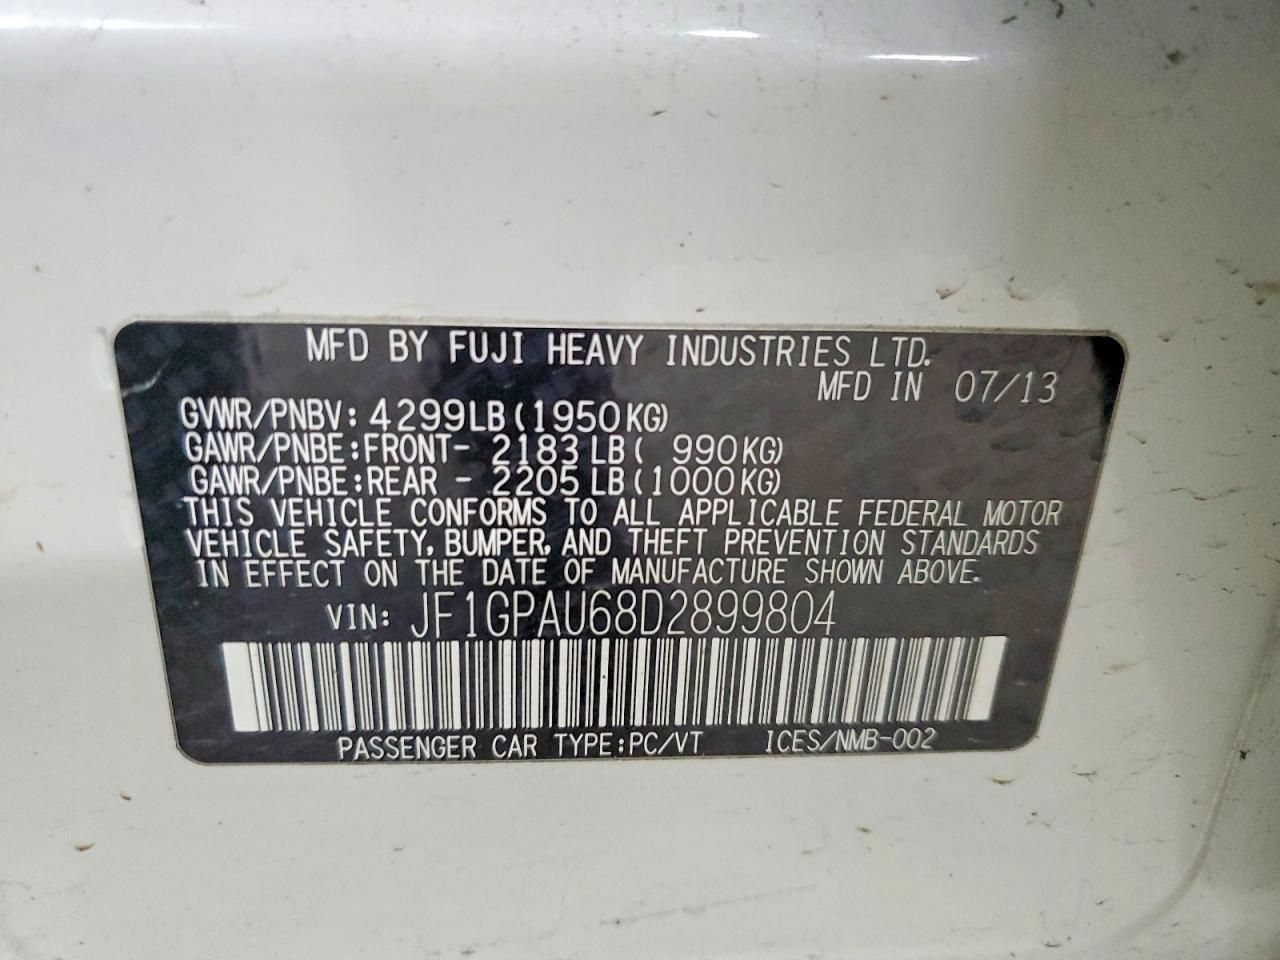 MFD BY FUJI HEAVY INDUSTRIES LTD.
MFD IN 07/13
GVWR/PNBV: 4299LB(1950KG)
GAWR/PNBE:FRONT- 2183LB( 990KG)
GAWR/PNBE:REAR - 2205LB(1000KG)
THIS VEHICLE CONFORMS TO ALL APPLICABLE FEDERAL MOTOR
VEHICLE SAFETY, BUMPER, AND THEFT PREVENTION STANDARDS
IN EFFECT ON THE DATE OF MANUFACTURE SHOWN ABOVE.
VIN: JF1GPAU68D2899804
PASSENGER CAR TYPE:PC/VT ICES/NMB-002